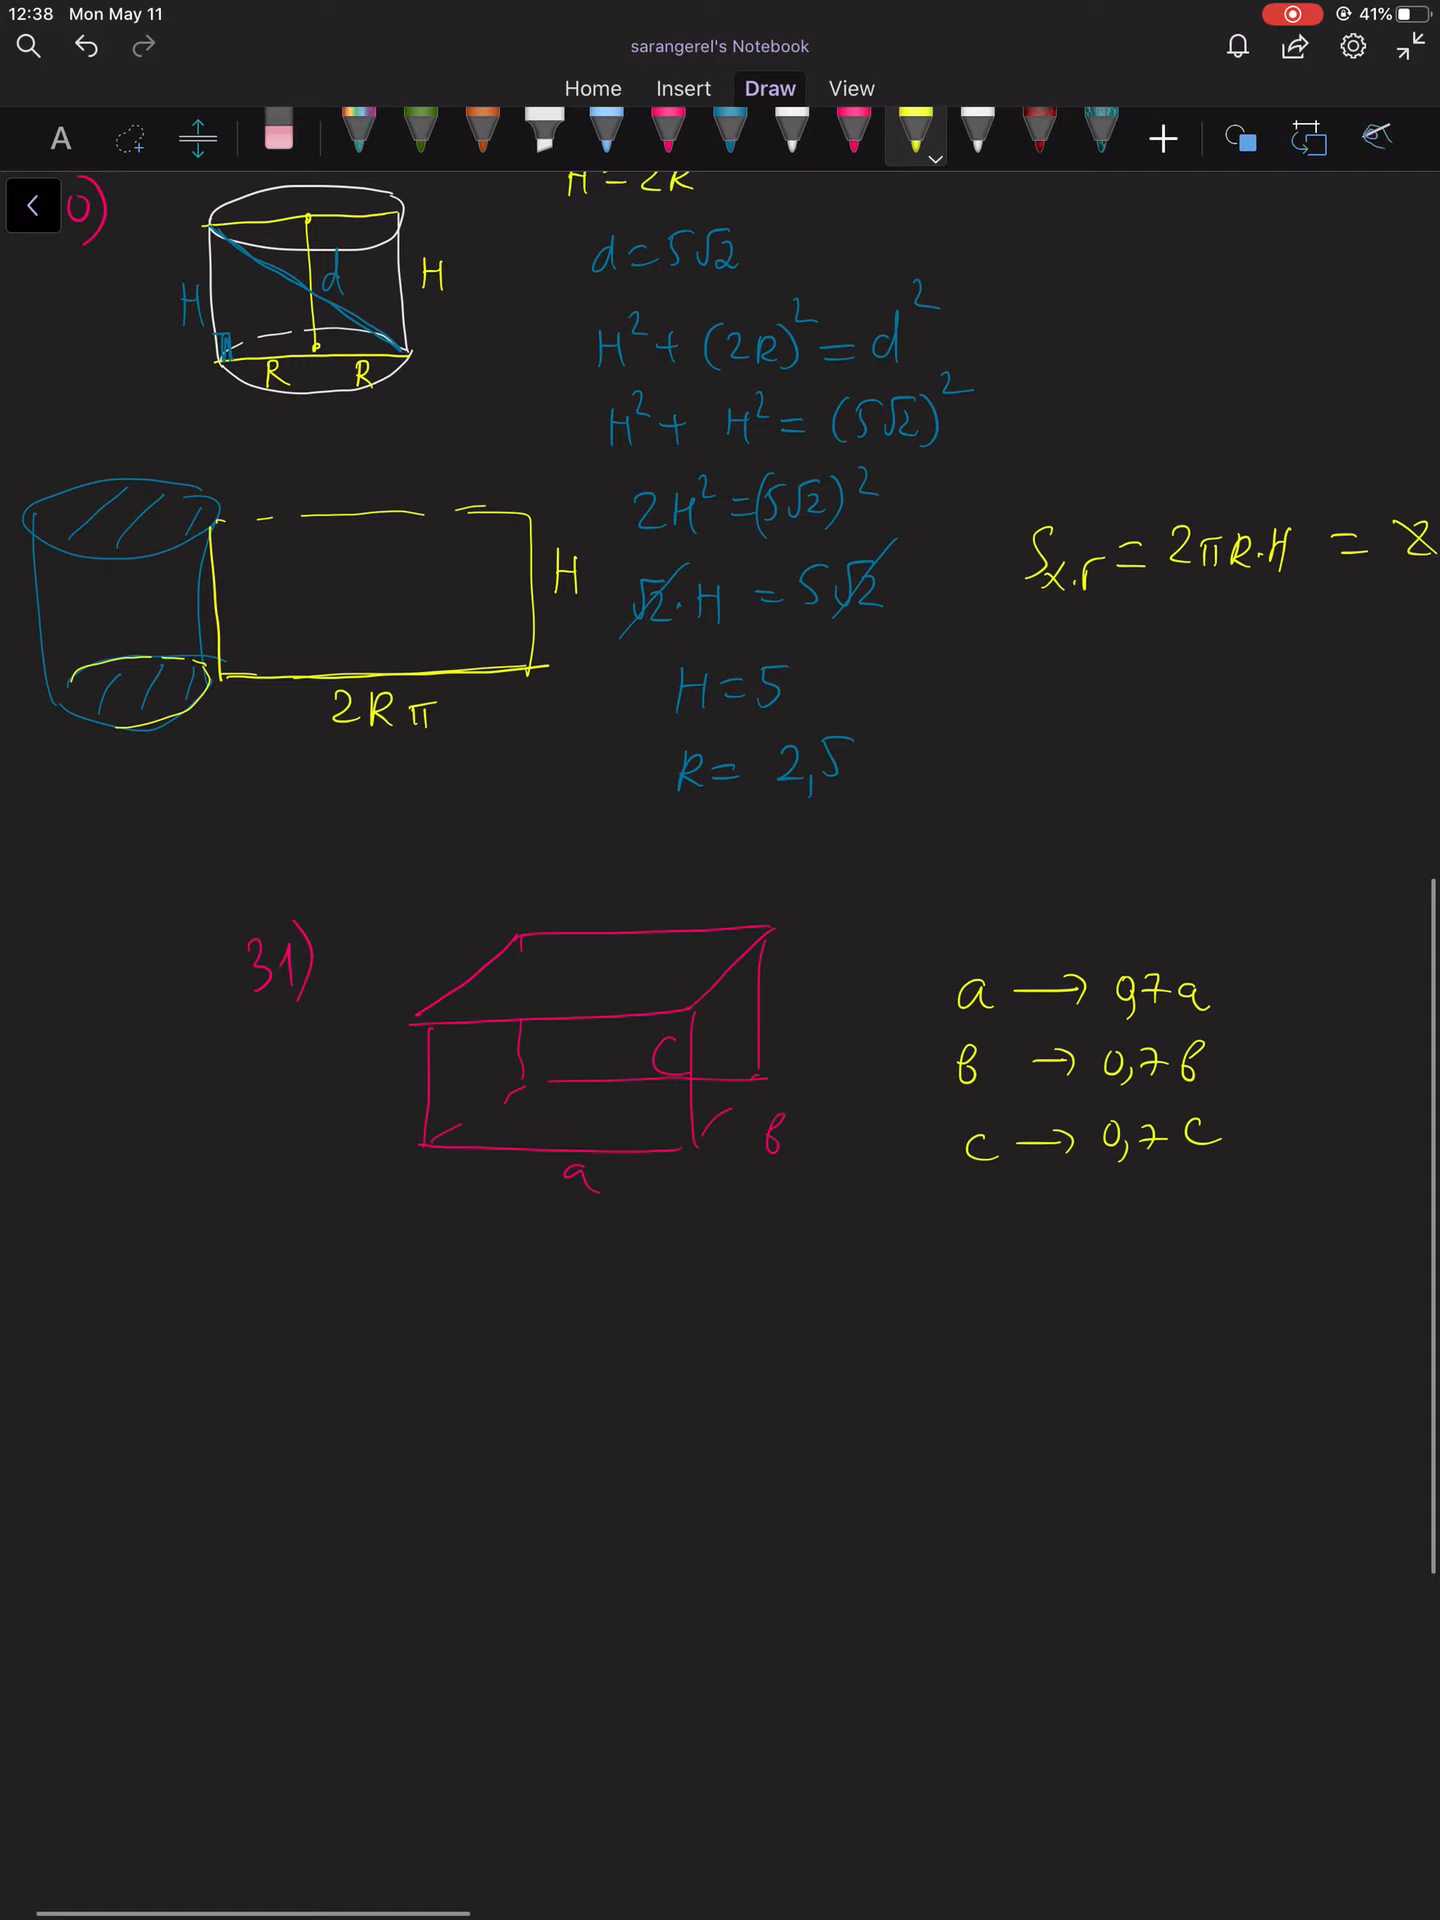 12:38 Mon May 11
41%
sarangerel's Notebook
Home Insert Draw View
A
0)
H = 2R
d
H
H
R R
d = 5√2
H² + (2R)² = d²
H² + H² = (5√2)²
2H² = (5√2)²
√2 · H = 5√2
H = 5
R = 2,5
H
2Rπ
Sх.г = 2πR·H =
31)
C
в
a
a → 0,7a
в → 0,7в
c → 0,7c